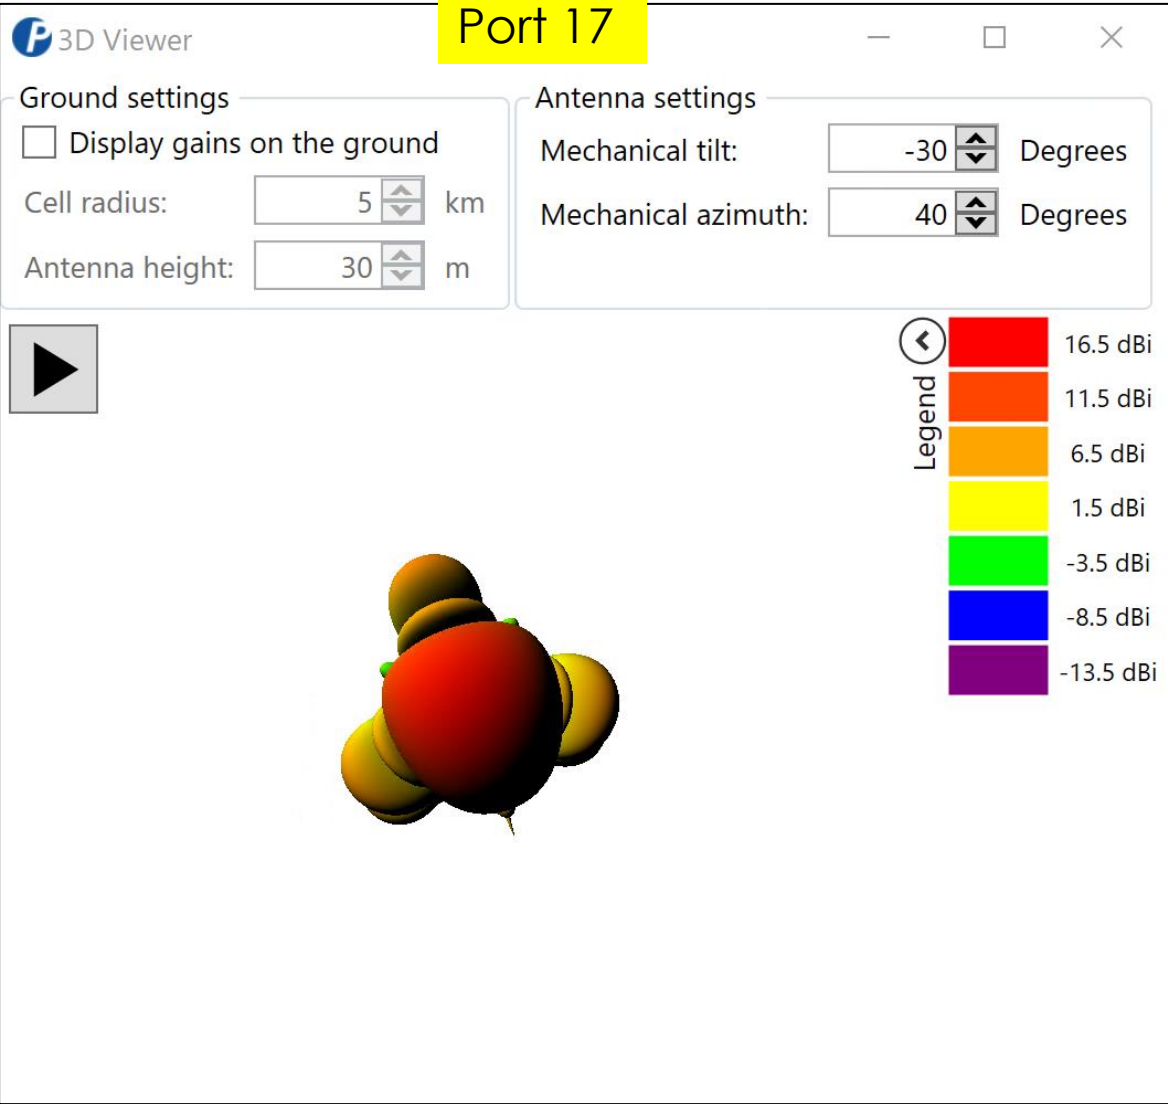 Port 17
3D Viewer
Ground settings
Display gains on the ground
Cell radius: 5 km
Antenna height: 30 m
Antenna settings
Mechanical tilt: -30 Degrees
Mechanical azimuth: 40 Degrees
Legend
16.5 dBi
11.5 dBi
6.5 dBi
1.5 dBi
-3.5 dBi
-8.5 dBi
-13.5 dBi